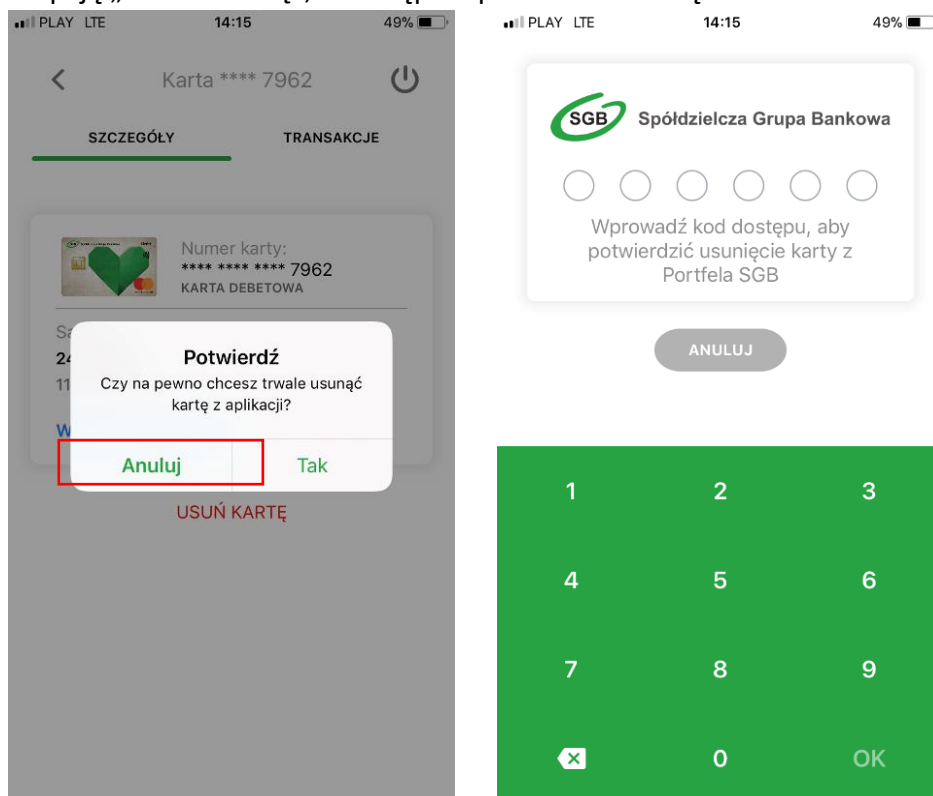 PLAY LTE 14:15 49%
Karta **** 7962
SZCZEGÓŁY TRANSAKCJE
Numer karty:
**** **** **** 7962
KARTA DEBETOWA
24
11
Potwierdź
Czy na pewno chcesz trwale usunąć
kartę z aplikacji?
Anuluj Tak
USUŃ KARTĘ
PLAY LTE 14:15 49%
SGB Spółdzielcza Grupa Bankowa
Wprowadź kod dostępu, aby
potwierdzić usunięcie karty z
Portfela SGB
ANULUJ
1 2 3
4 5 6
7 8 9
0 OK